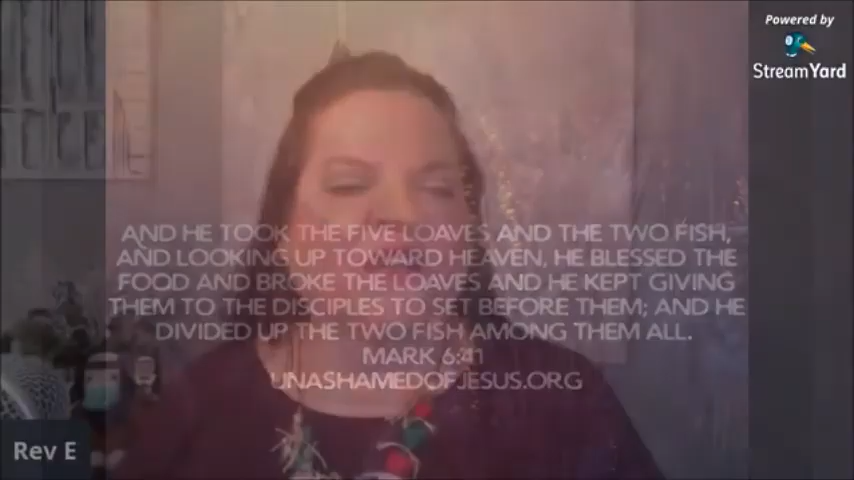 Powered by
StreamYard
AND HE TOOK THE FIVE LOAVES AND THE TWO FISH,
AND LOOKING UP TOWARD HEAVEN, HE BLESSED THE
FOOD AND BROKE THE LOAVES AND HE KEPT GIVING
THEM TO THE DISCIPLES TO SET BEFORE THEM; AND HE
DIVIDED UP THE TWO FISH AMONG THEM ALL.
MARK 6:41
UNASHAMEDOFJESUS.ORG
Rev E